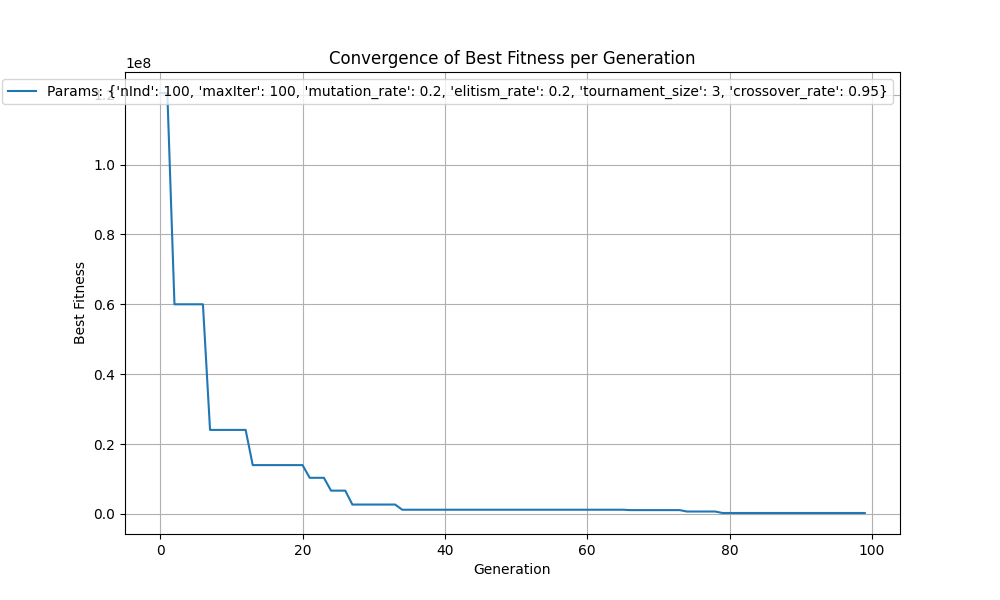 Convergence of Best Fitness per Generation
1e8
Params: {'nInd': 100, 'maxIter': 100, 'mutation_rate': 0.2, 'elitism_rate': 0.2, 'tournament_size': 3, 'crossover_rate': 0.95}
1.2
1.0
0.8
0.6
0.4
0.2
0.0
Best Fitness
0 20 40 60 80 100
Generation